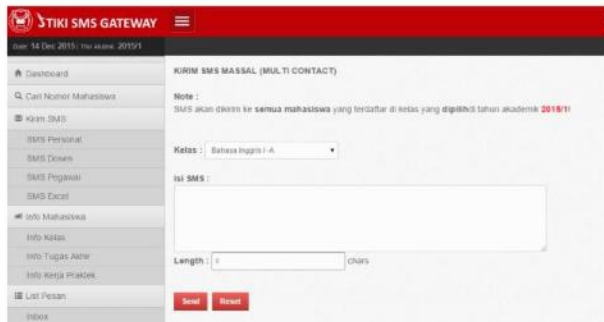 STIKI SMS GATEWAY
Date: 14 Dec 2015 | Thn akademik: 2015/1
Dashboard
Cari Nomor Mahasiswa
Kirim SMS
SMS Personal
SMS Dosen
SMS Pegawai
SMS Excel
Info Mahasiswa
Info Kelas
Info Tugas Akhir
Info Kerja Praktek
List Pesan
Inbox
KIRIM SMS MASSAL (MULTI CONTACT)
Note :
SMS akan dikirim ke semua mahasiswa yang terdaftar di kelas yang dipilih di tahun akademik 2015/1!
Kelas : Bahasa Inggris I -A
Isi SMS :
Length : 0 chars
Send Reset